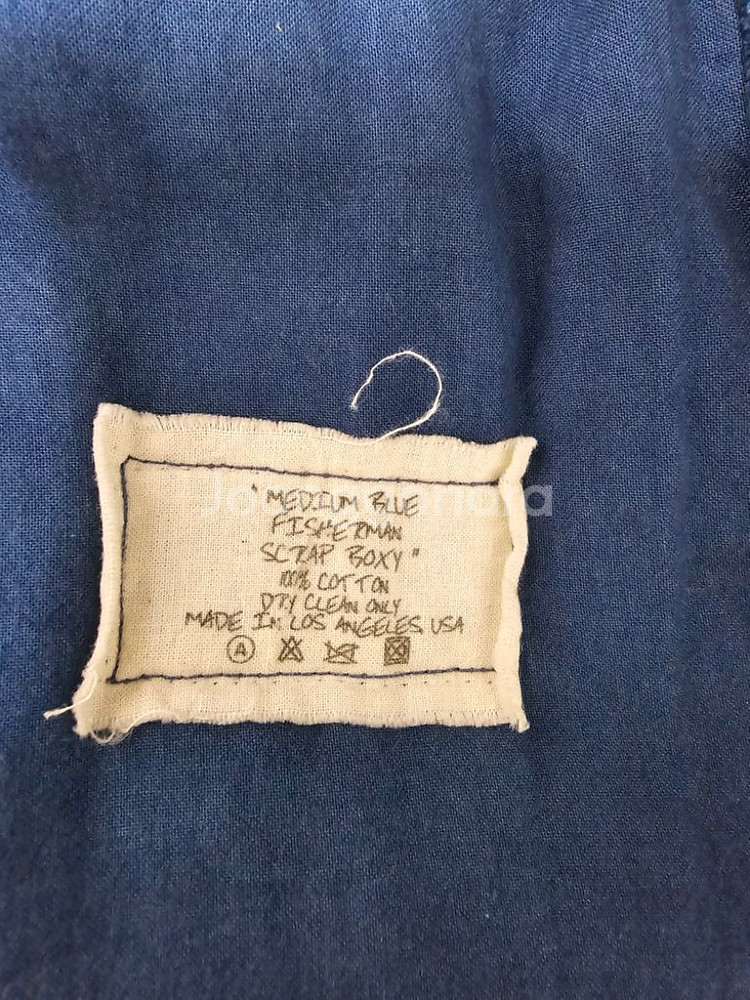 " MEDIUM BLUE
FISHERMAN
SCRAP BOXY "
100% COTTON
DRY CLEAN ONLY
MADE IN LOS ANGELES USA
A